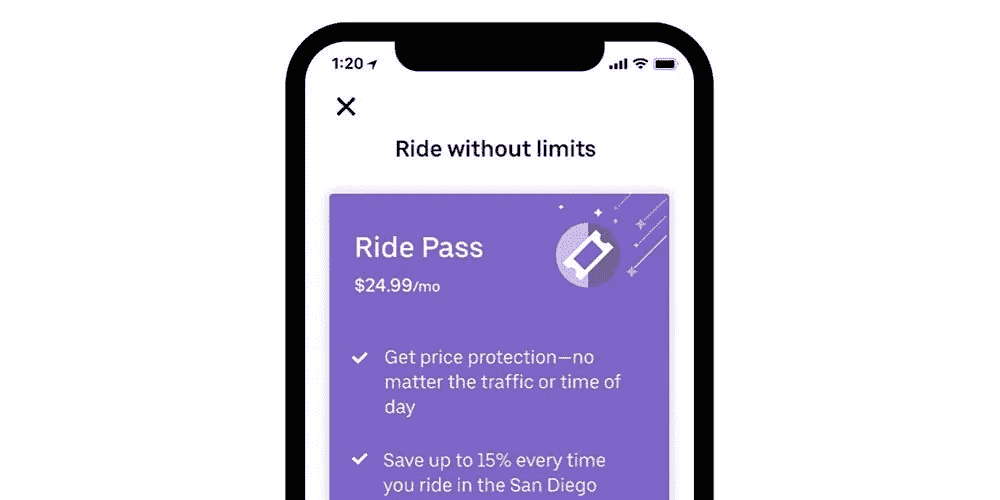 1:20
Ride without limits
Ride Pass
$24.99/mo
Get price protection—no
matter the traffic or time of
day
Save up to 15% every time
you ride in the San Diego